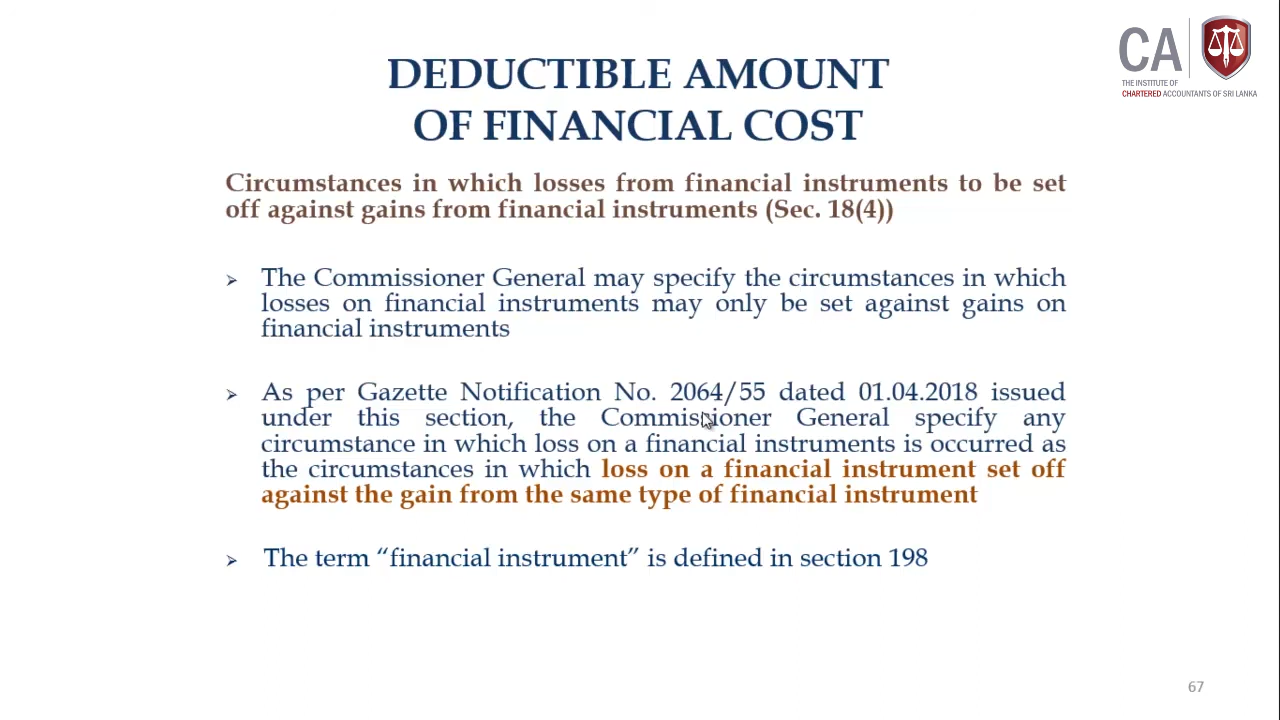 CA
THE INSTITUTE OF
CHARTERED ACCOUNTANTS OF SRI LANKA
DEDUCTIBLE AMOUNT
OF FINANCIAL COST
Circumstances in which losses from financial instruments to be set
off against gains from financial instruments (Sec. 18(4))
➢ The Commissioner General may specify the circumstances in which
losses on financial instruments may only be set against gains on
financial instruments
➢ As per Gazette Notification No. 2064/55 dated 01.04.2018 issued
under this section, the Commissioner General specify any
circumstance in which loss on a financial instruments is occurred as
the circumstances in which loss on a financial instrument set off
against the gain from the same type of financial instrument
➢ The term “financial instrument” is defined in section 198
67